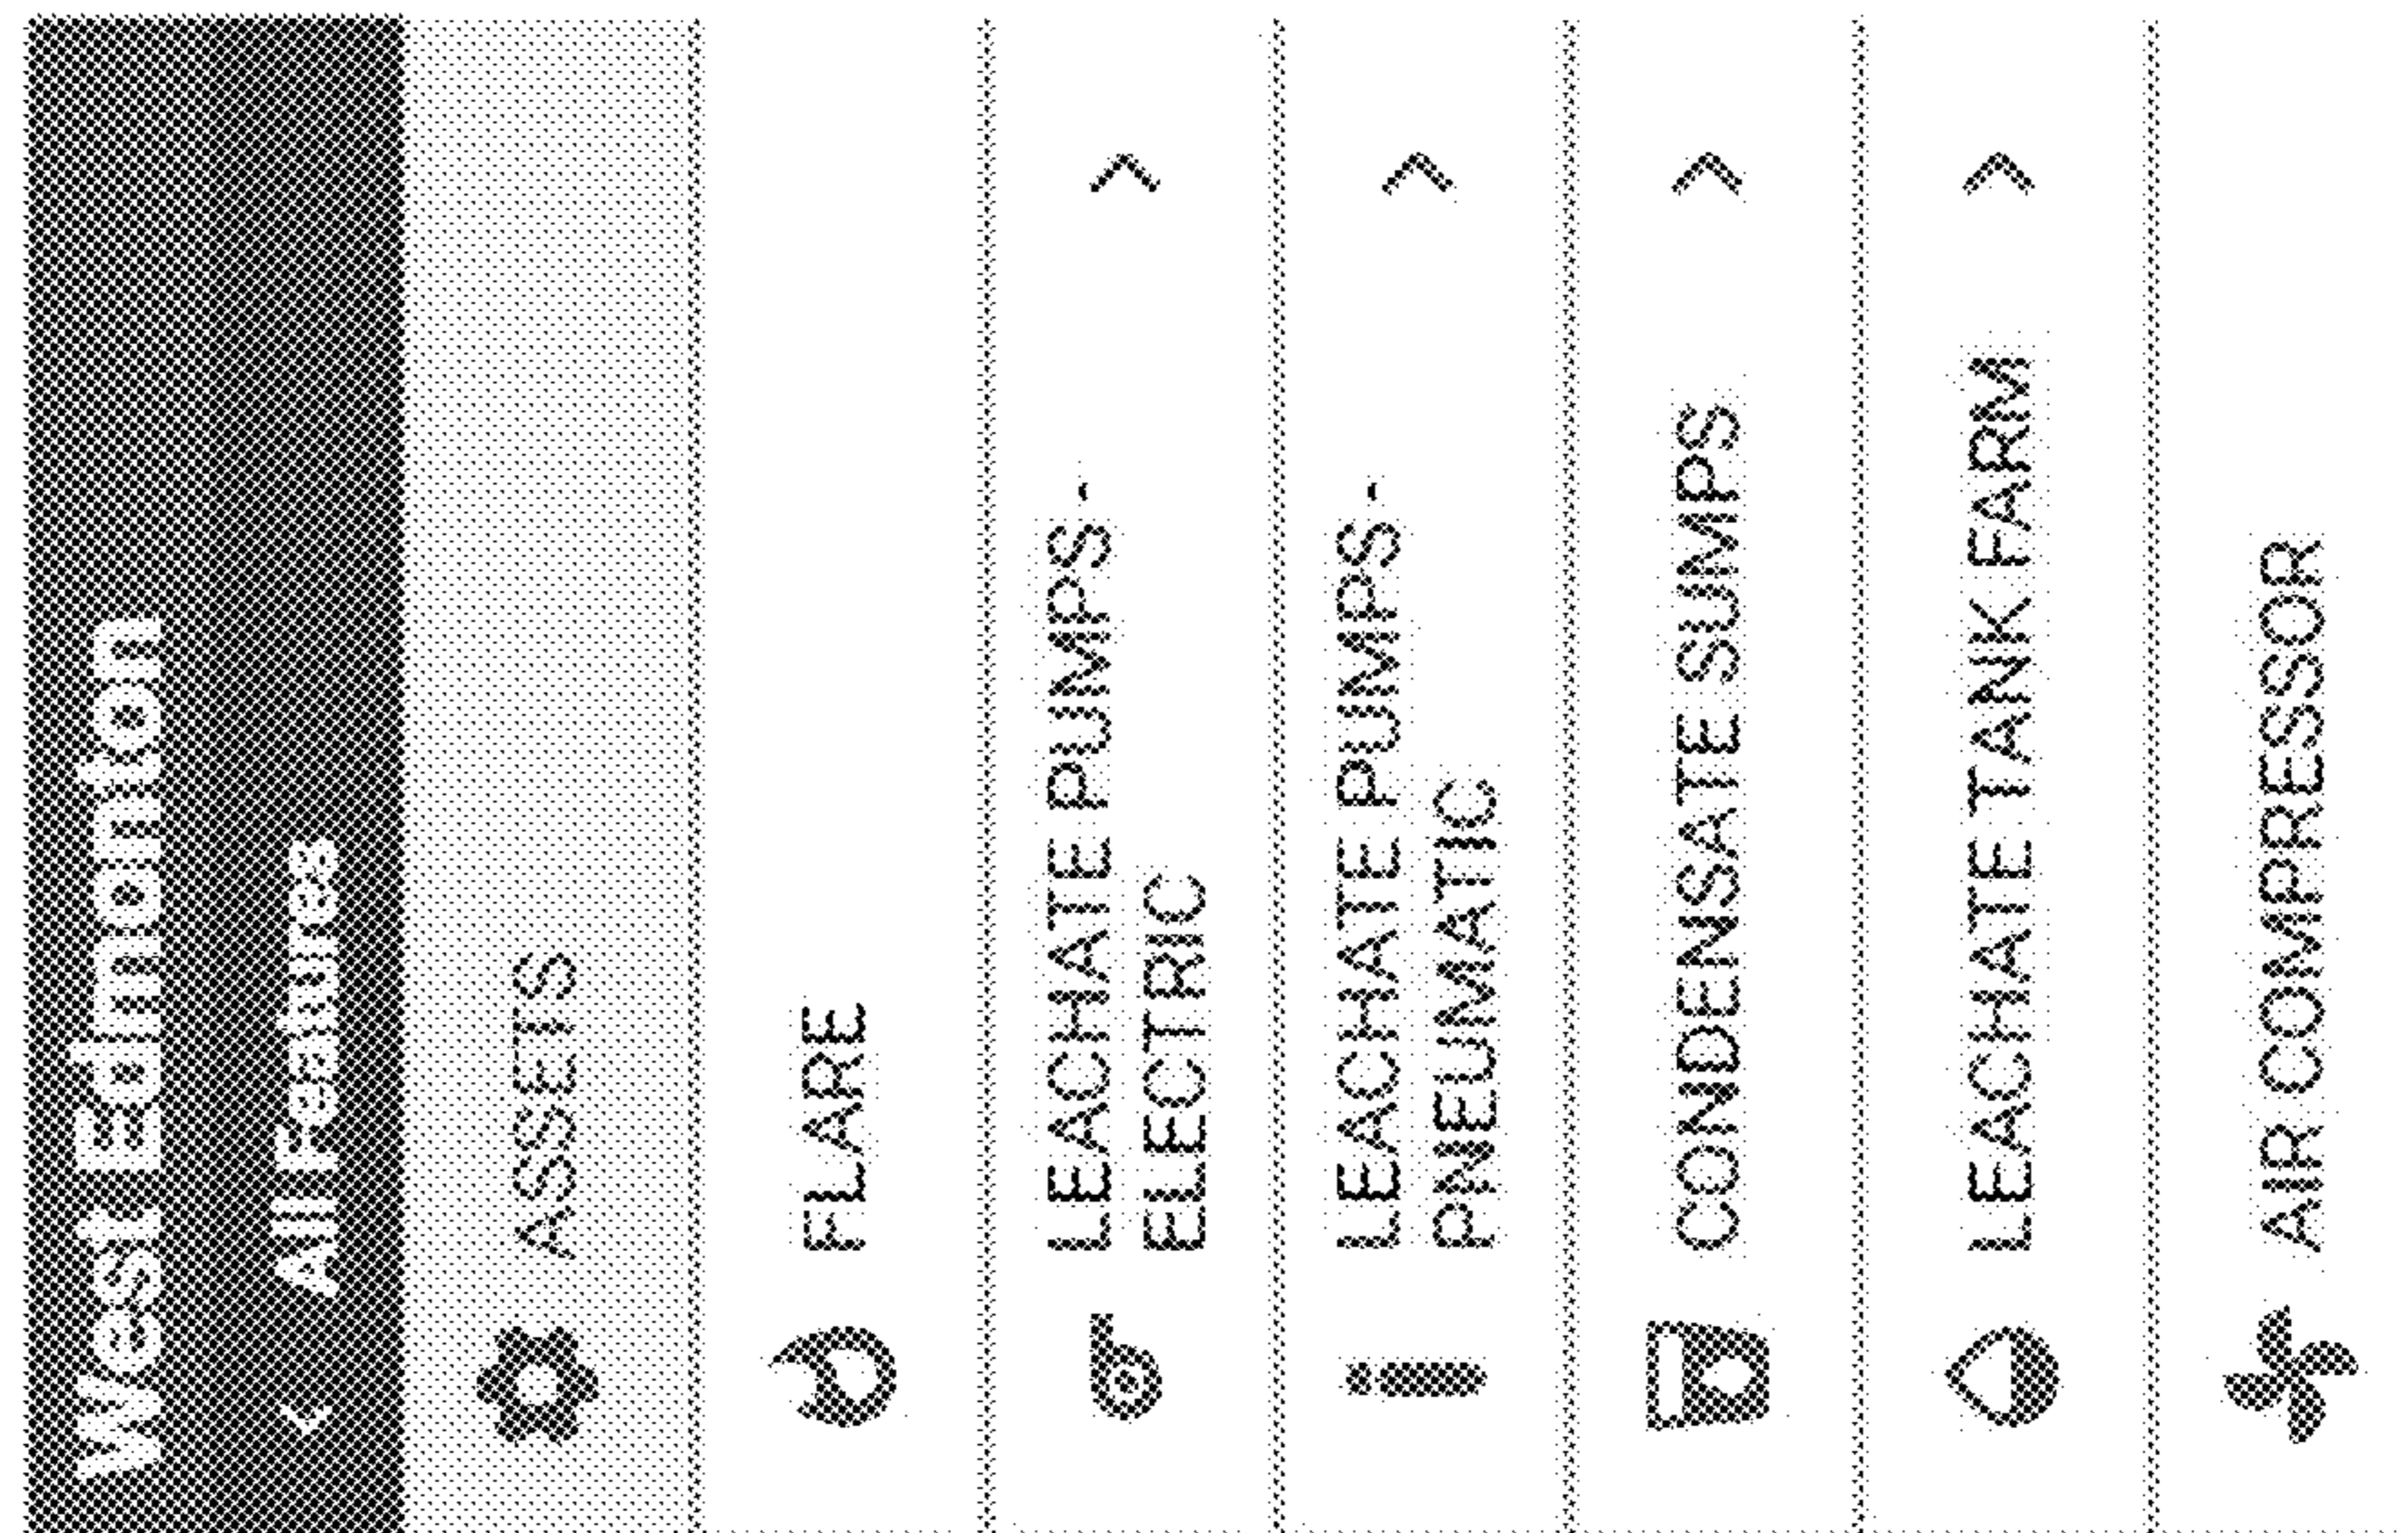 West Edmonton
All Features
ASSETS
FLARE
LEACHATE PUMPS -
ELECTRIC
LEACHATE PUMPS -
PNEUMATIC
CONDENSATE SUMPS
LEACHATE TANK FARM
AIR COMPRESSOR